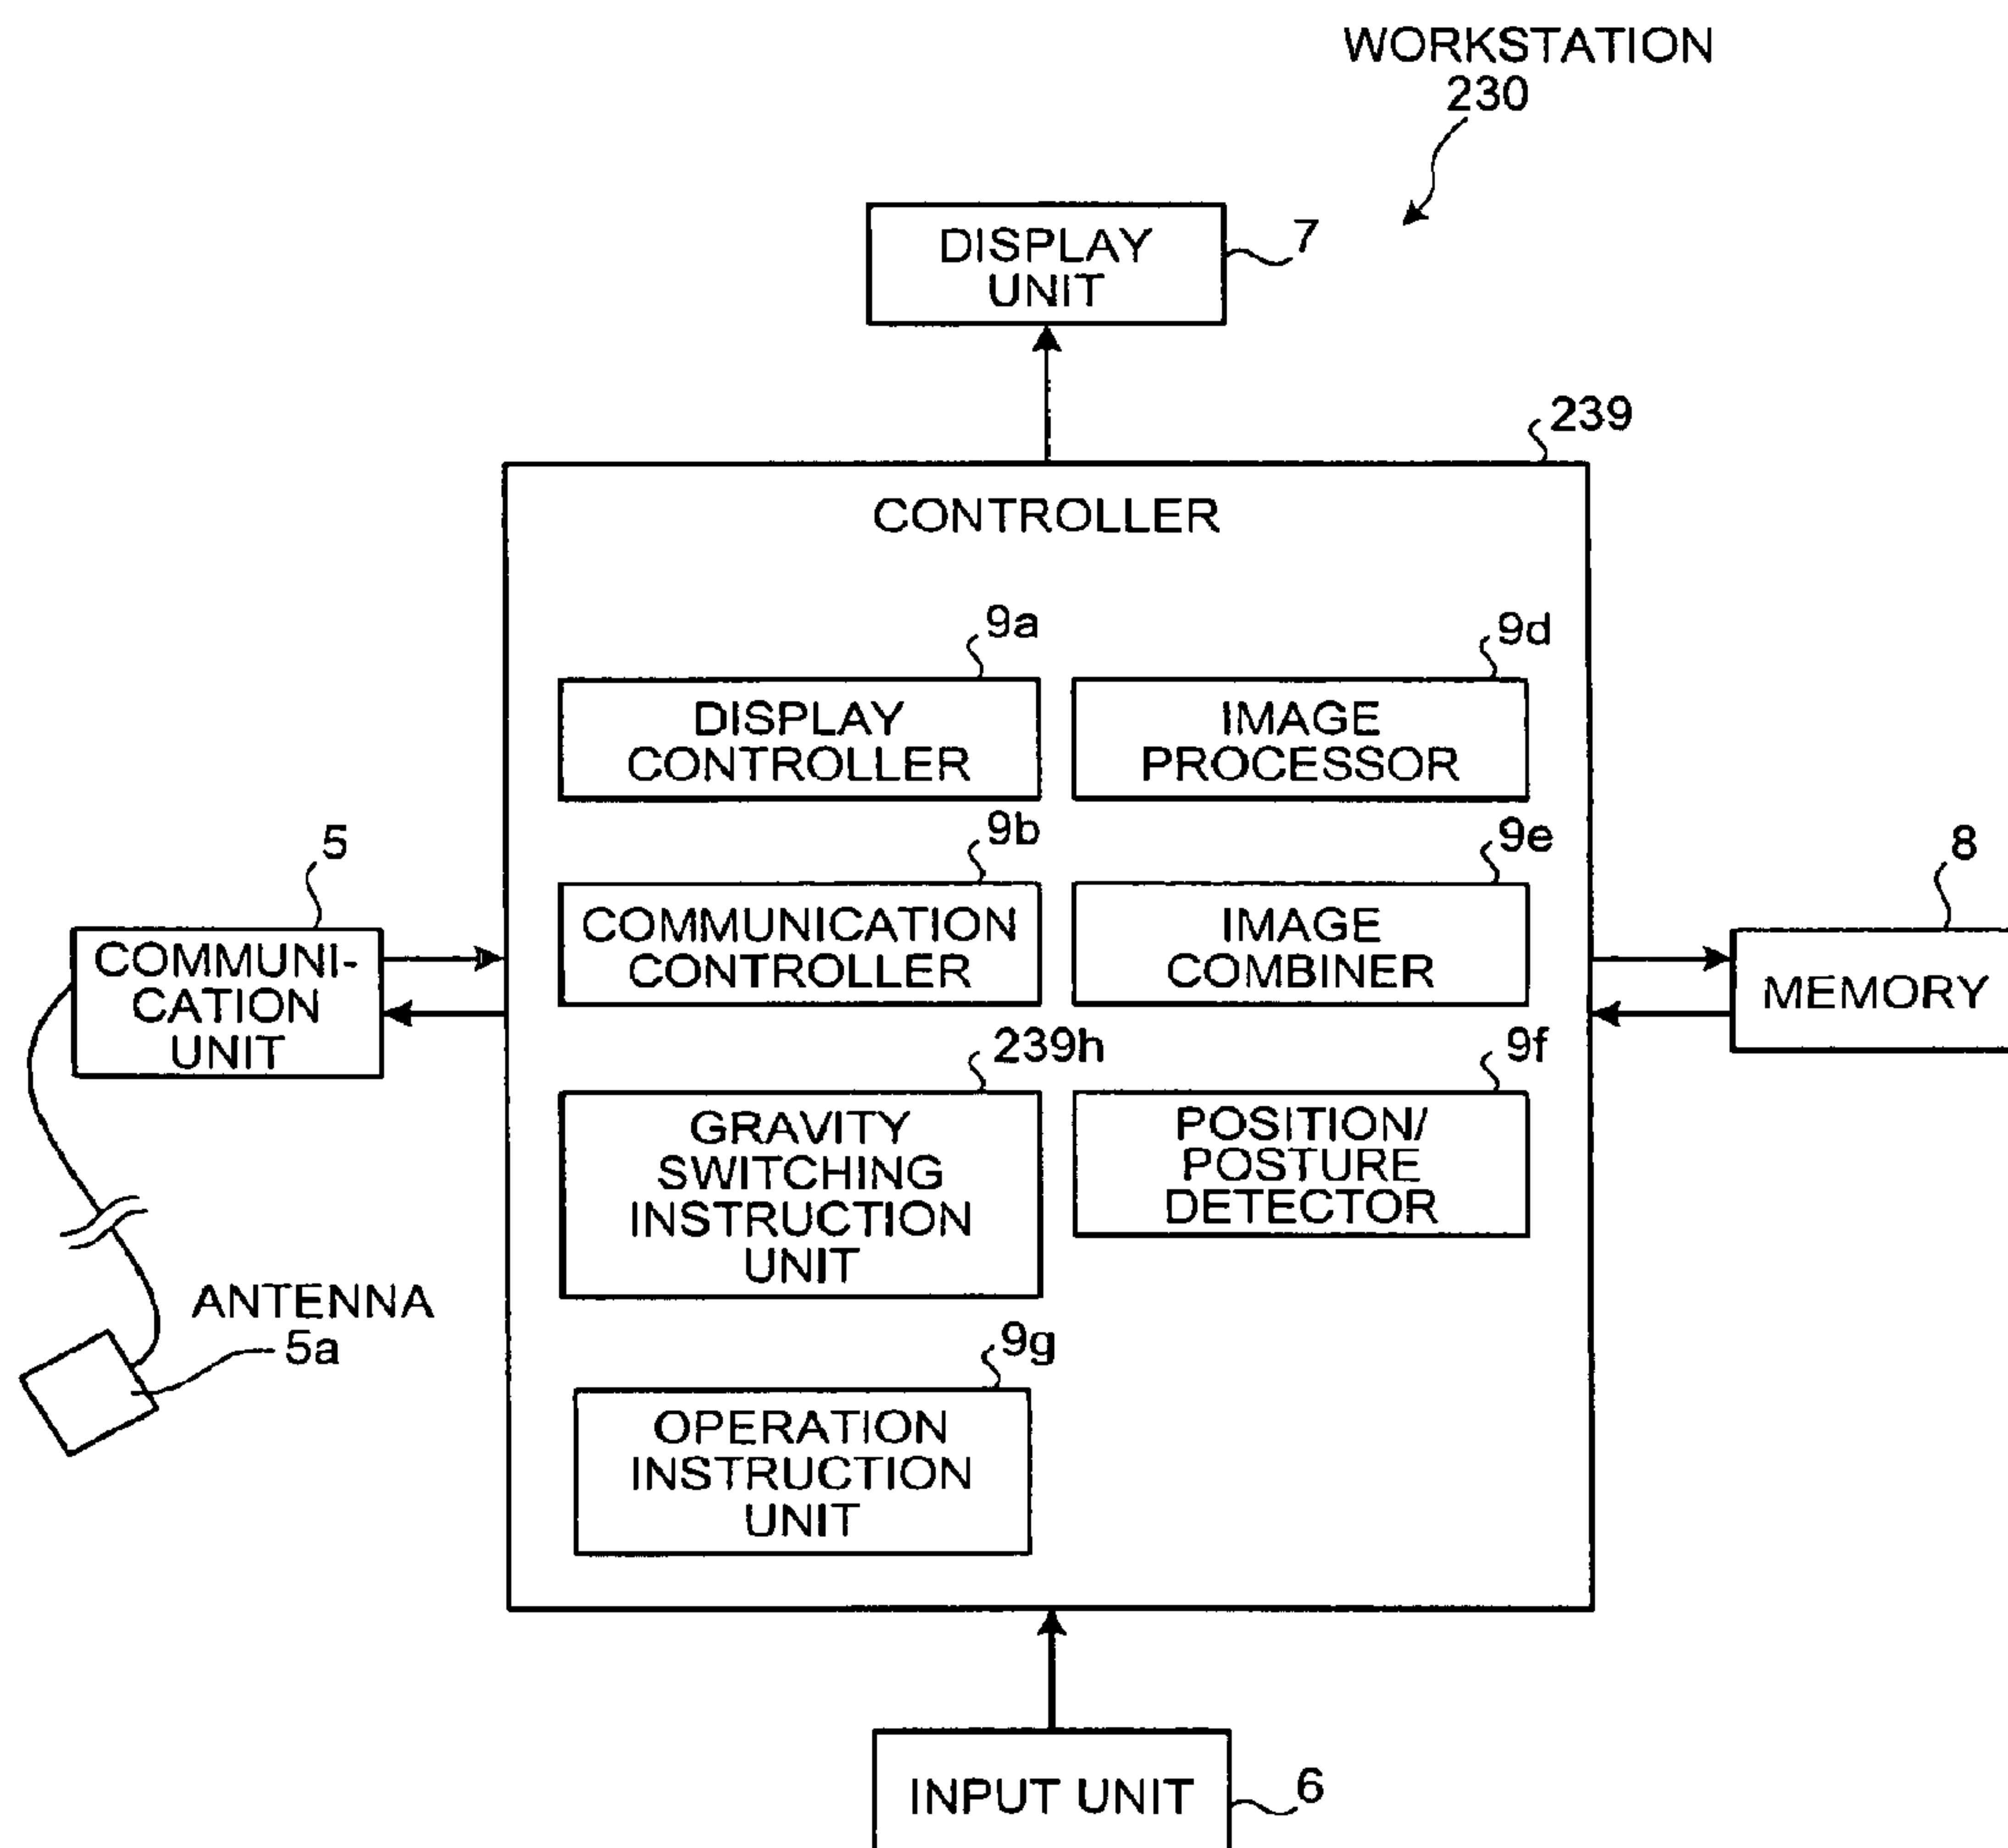 WORKSTATION
230
DISPLAY
UNIT
7
239
CONTROLLER
9a
DISPLAY
CONTROLLER
9d
IMAGE
PROCESSOR
9b
COMMUNICATION
CONTROLLER
9e
IMAGE
COMBINER
5
COMMUNI-
CATION
UNIT
8
MEMORY
239h
GRAVITY
SWITCHING
INSTRUCTION
UNIT
9f
POSITION/
POSTURE
DETECTOR
ANTENNA
5a
9g
OPERATION
INSTRUCTION
UNIT
INPUT UNIT
6